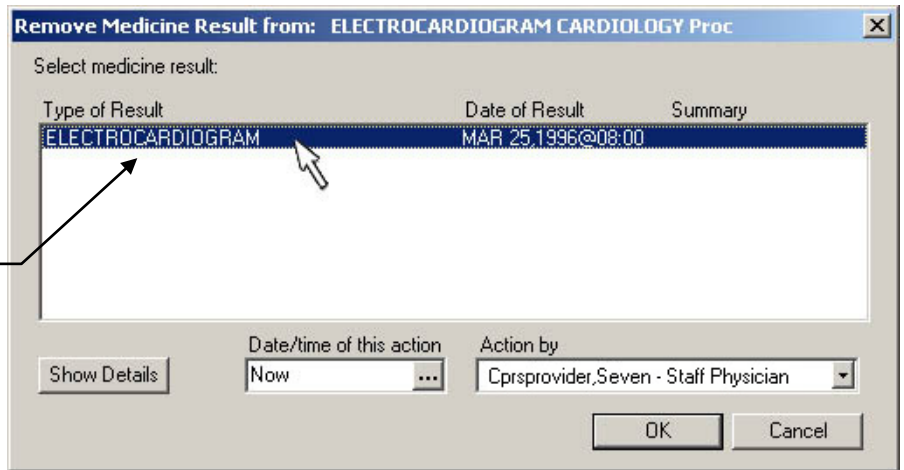 Remove Medicine Result from: ELECTROCARDIOGRAM CARDIOLOGY Proc
Select medicine result:
Type of Result Date of Result Summary
ELECTROCARDIOGRAM MAR 25,1996@08:00
Date/time of this action Action by
Show Details Now ... Cprsprovider,Seven - Staff Physician
OK Cancel